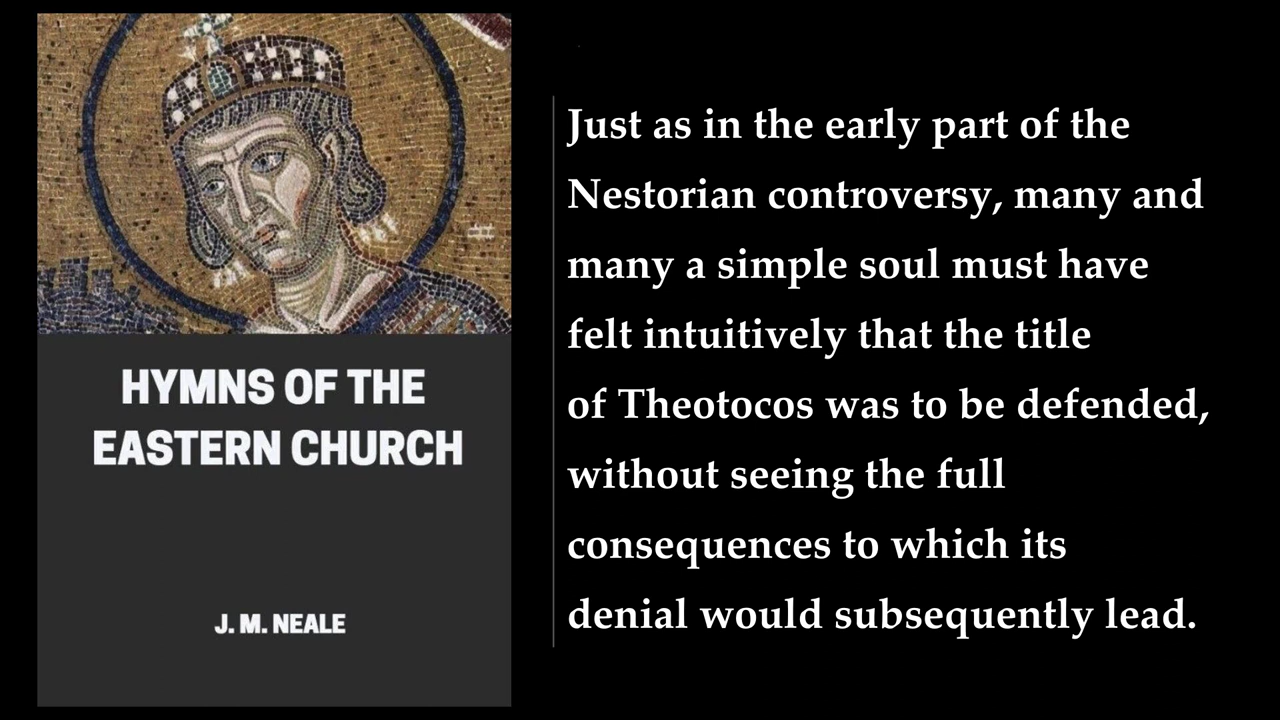 HYMNS OF THE
EASTERN CHURCH
J. M. NEALE
Just as in the early part of the
Nestorian controversy, many and
many a simple soul must have
felt intuitively that the title
of Theotocos was to be defended,
without seeing the full
consequences to which its
denial would subsequently lead.